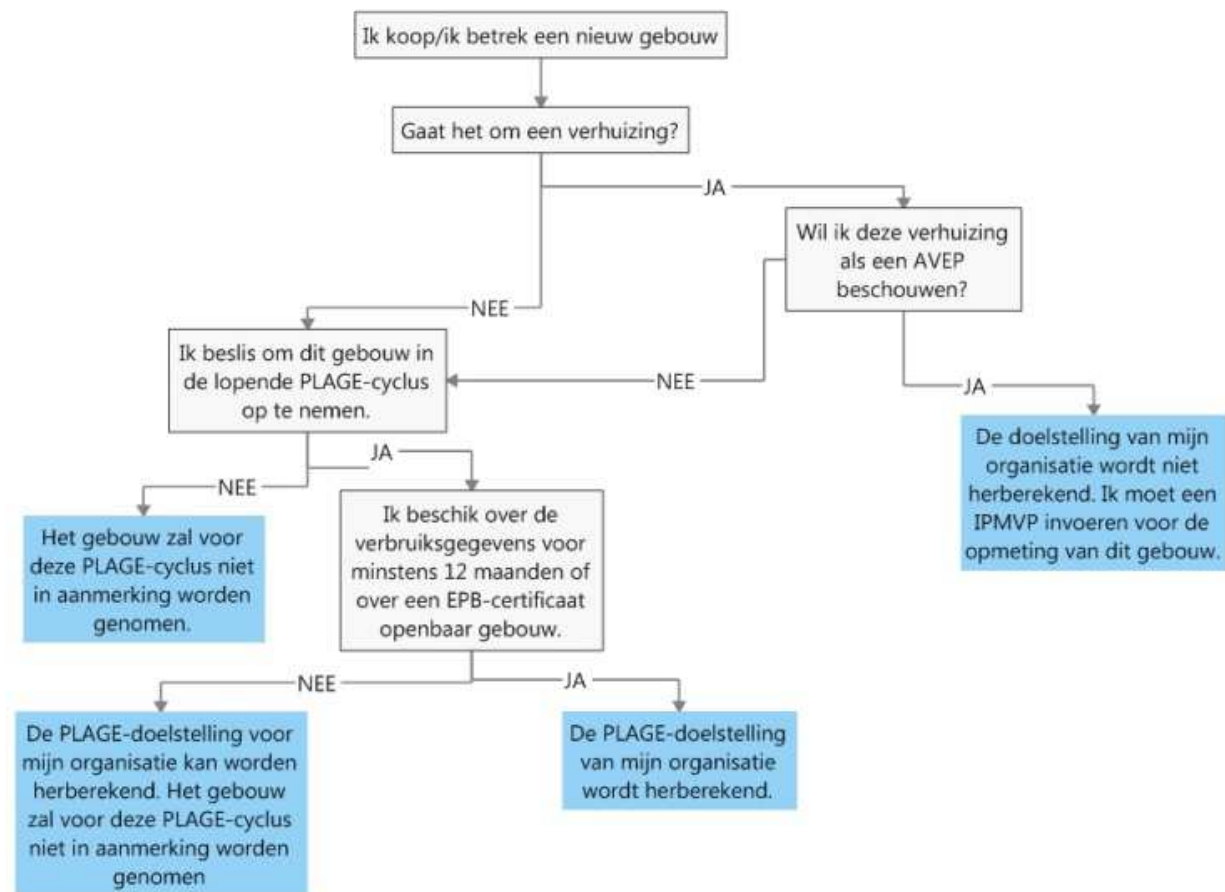 Ik koop/ik betrek een nieuw gebouw
Gaat het om een verhuizing?
JA
Wil ik deze verhuizing
als een AVEP
beschouwen?
NEE
Ik beslis om dit gebouw in
de lopende PLAGE-cyclus
op te nemen.
NEE
JA
De doelstelling van mijn
organisatie wordt niet
herberekend. Ik moet een
IPMVP invoeren voor de
opmeting van dit gebouw.
JA
NEE
Het gebouw zal voor
deze PLAGE-cyclus niet
in aanmerking worden
genomen.
Ik beschik over de
verbruiksgegevens voor
minstens 12 maanden of
over een EPB-certificaat
openbaar gebouw.
NEE
JA
De PLAGE-doelstelling voor
mijn organisatie kan worden
herberekend. Het gebouw
zal voor deze PLAGE-cyclus
niet in aanmerking worden
genomen
De PLAGE-doelstelling
van mijn organisatie
wordt herberekend.